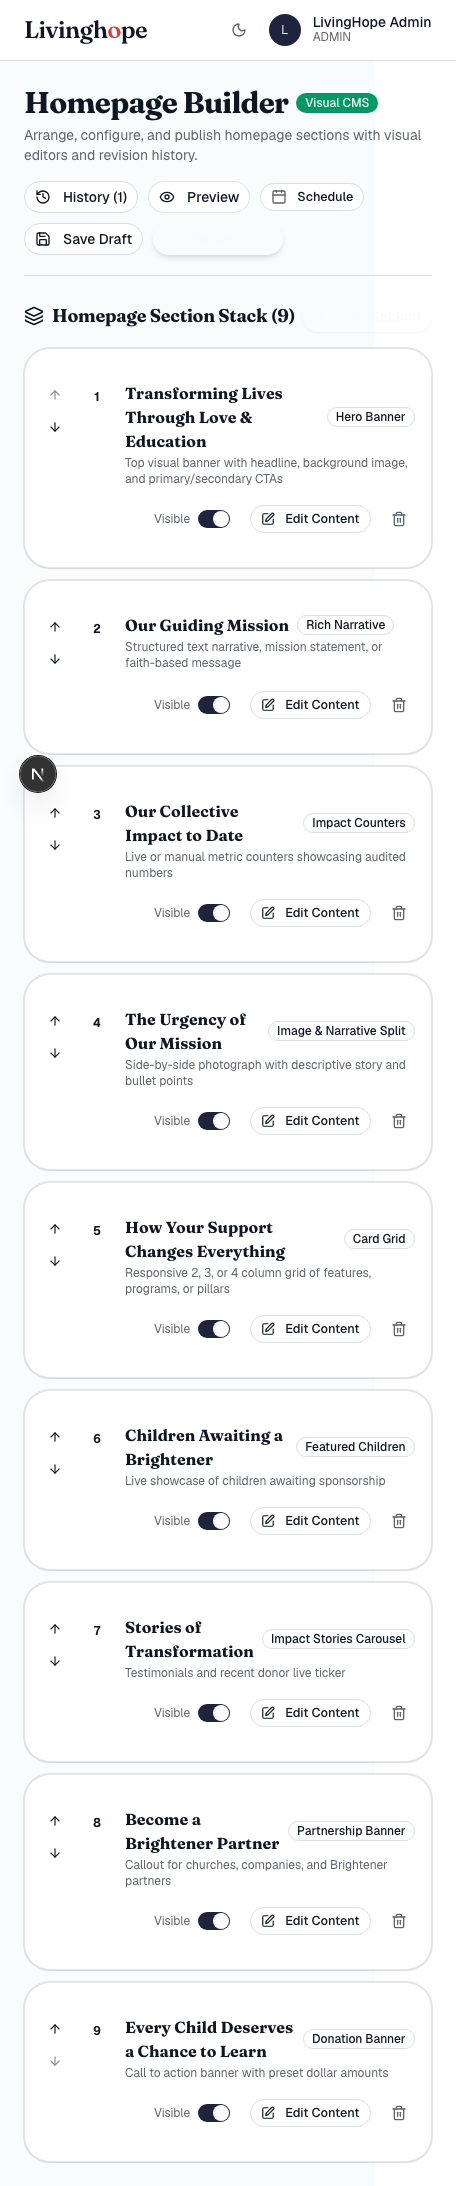 Livinghope
L
LivingHope Admin
ADMIN
Homepage Builder
Visual CMS
Arrange, configure, and publish homepage sections with visual
editors and revision history.
History (1)
Preview
Schedule
Save Draft
Homepage Section Stack (9)
1
Transforming Lives
Through Love &
Education
Hero Banner
Top visual banner with headline, background image,
and primary/secondary CTAs
Visible
Edit Content
2
Our Guiding Mission
Rich Narrative
Structured text narrative, mission statement, or
faith-based message
Visible
Edit Content
N
3
Our Collective
Impact to Date
Impact Counters
Live or manual metric counters showcasing audited
numbers
Visible
Edit Content
4
The Urgency of
Our Mission
Image & Narrative Split
Side-by-side photograph with descriptive story and
bullet points
Visible
Edit Content
5
How Your Support
Changes Everything
Card Grid
Responsive 2, 3, or 4 column grid of features,
programs, or pillars
Visible
Edit Content
6
Children Awaiting a
Brightener
Featured Children
Live showcase of children awaiting sponsorship
Visible
Edit Content
7
Stories of
Transformation
Impact Stories Carousel
Testimonials and recent donor live ticker
Visible
Edit Content
8
Become a
Brightener Partner
Partnership Banner
Callout for churches, companies, and Brightener
partners
Visible
Edit Content
9
Every Child Deserves
a Chance to Learn
Donation Banner
Call to action banner with preset dollar amounts
Visible
Edit Content